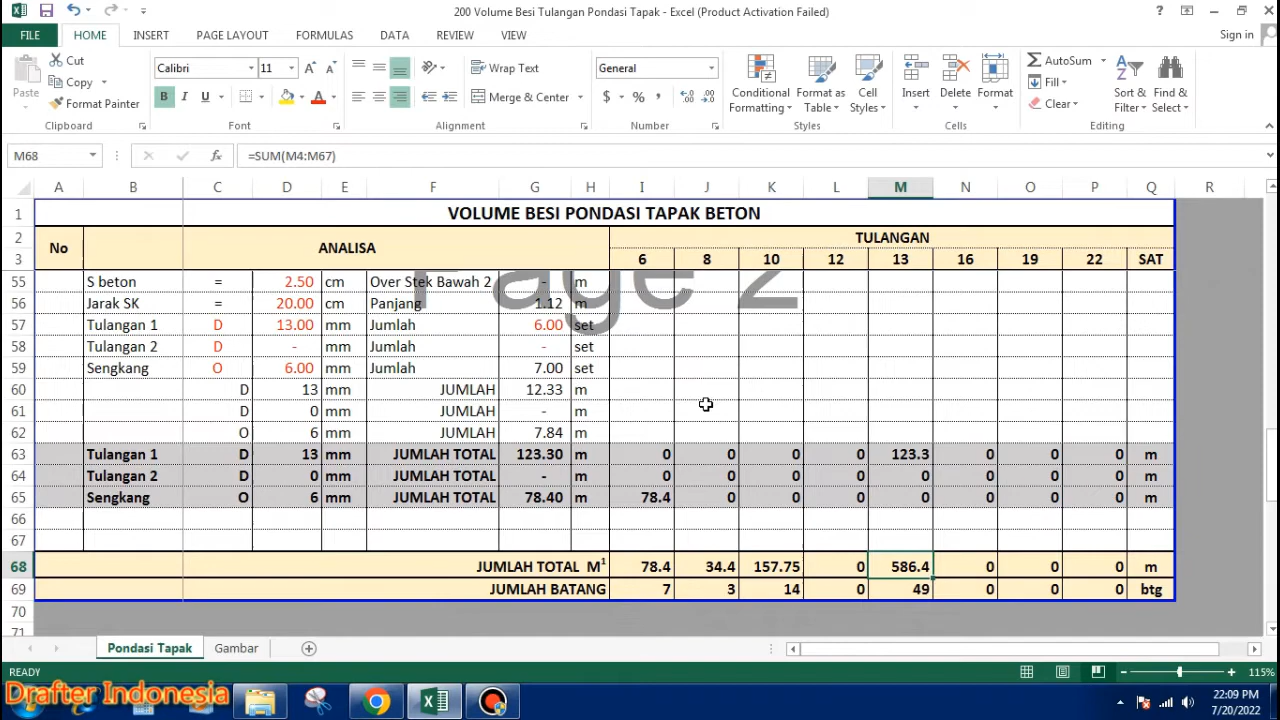 200 Volume Besi Tulangan Pondasi Tapak - Excel (Product Activation Failed)
FILE HOME INSERT PAGE LAYOUT FORMULAS DATA REVIEW VIEW Sign in
Cut
Copy
Format Painter
Paste
Calibri 11
B I U
Wrap Text
Merge & Center
General
$ %
Conditional Formatting
Format as Table
Cell Styles
Insert Delete Format
AutoSum
Fill
Clear
Sort & Filter
Find & Select
Clipboard Font Alignment Number Styles Cells Editing
M68 fx =SUM(M4:M67)
A B C D E F G H I J K L M N O P Q R
1 VOLUME BESI PONDASI TAPAK BETON
2 No ANALISA TULANGAN
3 6 8 10 12 13 16 19 22 SAT
Page 2
55 S beton = 2.50 cm Over Stek Bawah 2 - m
56 Jarak SK = 20.00 cm Panjang 1.12 m
57 Tulangan 1 D 13.00 mm Jumlah 6.00 set
58 Tulangan 2 D - mm Jumlah - set
59 Sengkang O 6.00 mm Jumlah 7.00 set
60 D 13 mm JUMLAH 12.33 m
61 D 0 mm JUMLAH - m
62 O 6 mm JUMLAH 7.84 m
63 Tulangan 1 D 13 mm JUMLAH TOTAL 123.30 m 0 0 0 0 123.3 0 0 0 m
64 Tulangan 2 D 0 mm JUMLAH TOTAL - m 0 0 0 0 0 0 0 0 m
65 Sengkang O 6 mm JUMLAH TOTAL 78.40 m 78.4 0 0 0 0 0 0 0 m
66
67
68 JUMLAH TOTAL M1 78.4 34.4 157.75 0 586.4 0 0 0 m
69 JUMLAH BATANG 7 3 14 0 49 0 0 0 btg
70
71
Pondasi Tapak Gambar
READY 115%
Drafter Indonesia
22:09 PM
7/20/2022